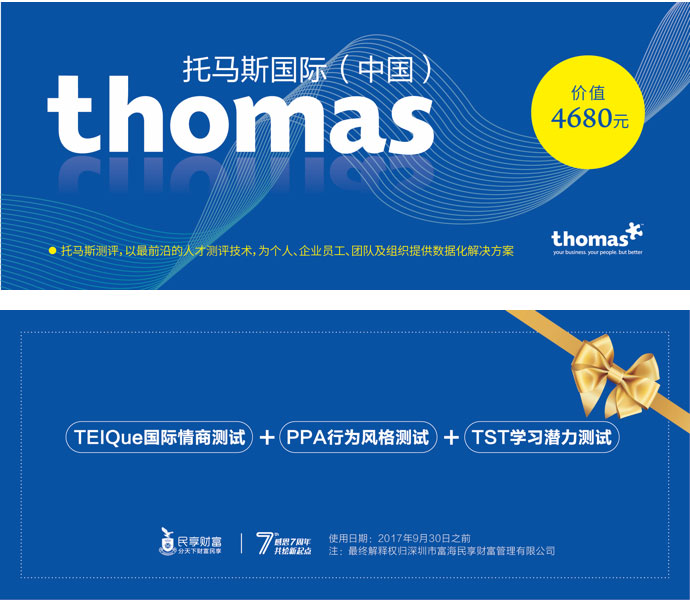 托马斯国际（中国）
thomas
价值
4680元
托马斯测评，以最前沿的人才测评技术，为个人、企业员工、团队及组织提供数据化解决方案
thomas
your business. your people. but better
TEIQue国际情商测试 + PPA行为风格测试 + TST学习潜力测试
民享财富
分天下财富民享
7th
感恩7周年
共绘新起点
使用日期：2017年9月30日之前
注：最终解释权归深圳市富海民享财富管理有限公司